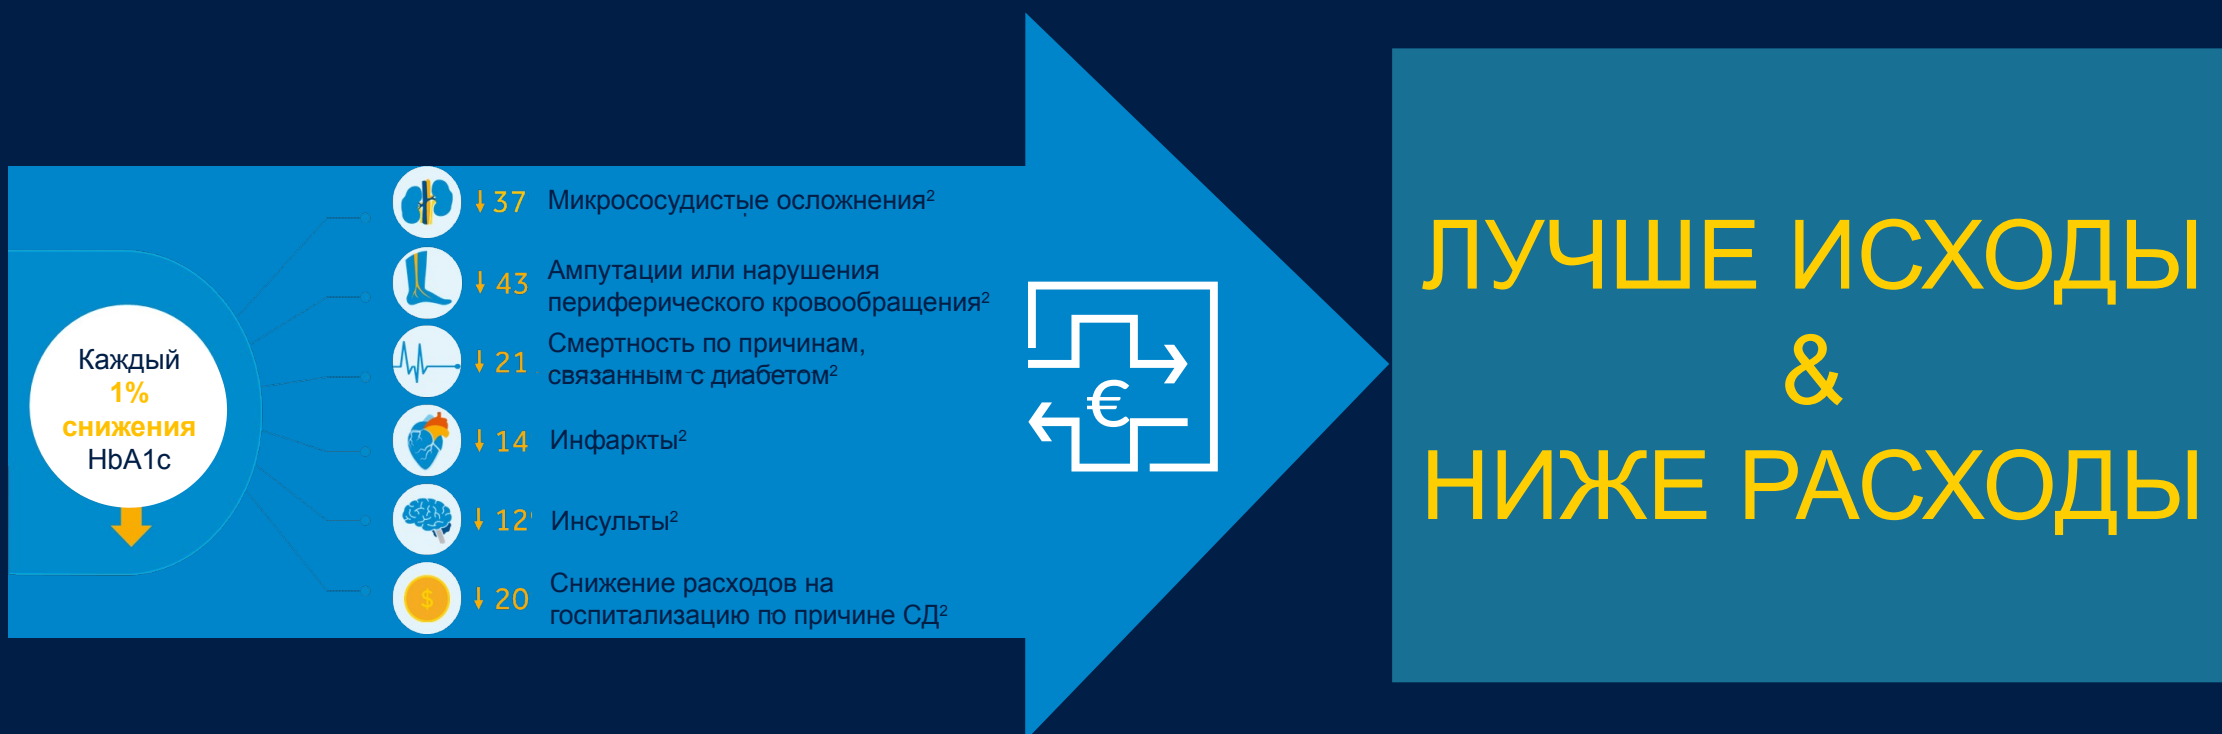 Каждый
1%
снижения
HbA1c
↓ 37 Микрососудистые осложнения²
↓ 43 Ампутации или нарушения
периферического кровообращения²
↓ 21 Смертность по причинам,
связанным с диабетом²
↓ 14 Инфаркты²
↓ 12 Инсульты²
↓ 20 Снижение расходов на
госпитализацию по причине СД²
$
€
ЛУЧШЕ ИСХОДЫ
&
НИЖЕ РАСХОДЫ